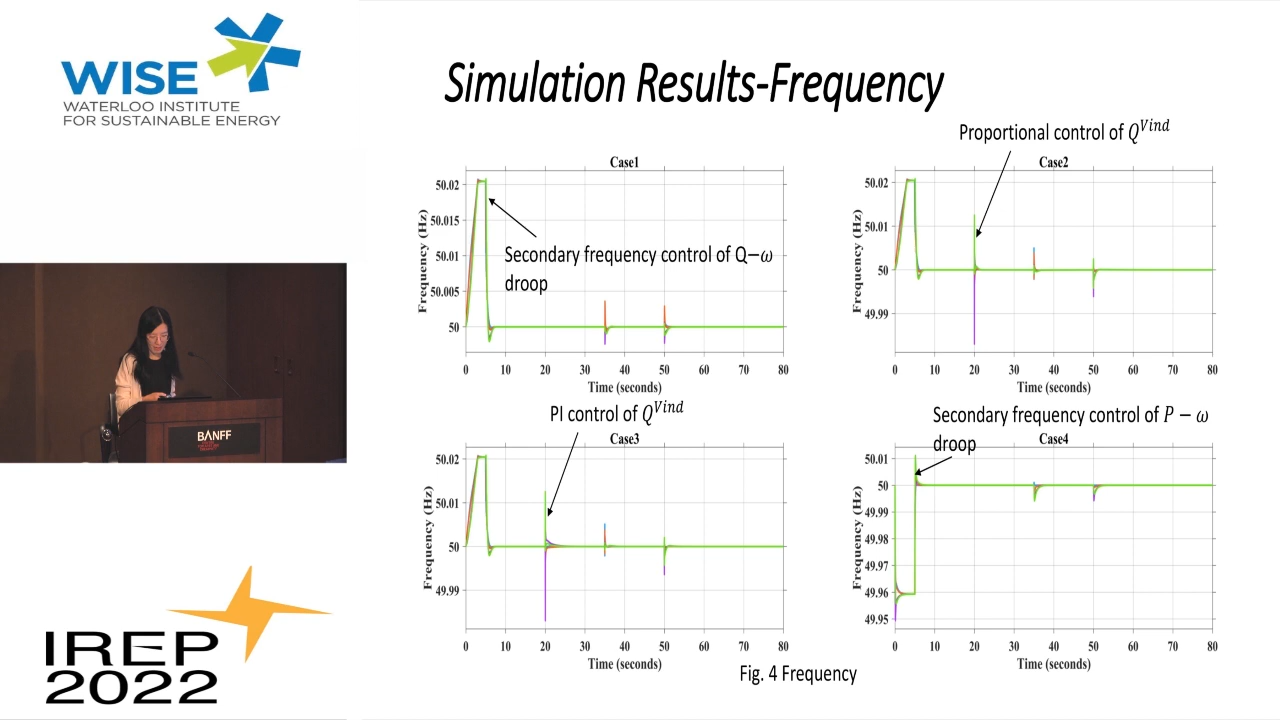 WISE
WATERLOO INSTITUTE
FOR SUSTAINABLE ENERGY
Simulation Results-Frequency
Proportional control of Q^Vind
Case1
50.02
50.015
50.01
50.005
50
Frequency (Hz)
Secondary frequency control of Q−ω
droop
0 10 20 30 40 50 60 70 80
Time (seconds)
Case2
50.02
50.01
50
49.99
Frequency (Hz)
0 10 20 30 40 50 60 70 80
Time (seconds)
PI control of Q^Vind
Case3
50.02
50.01
50
49.99
Frequency (Hz)
0 10 20 30 40 50 60 70 80
Time (seconds)
Secondary frequency control of P − ω
droop
Case4
50.01
50
49.99
49.98
49.97
49.96
49.95
Frequency (Hz)
0 10 20 30 40 50 60 70 80
Time (seconds)
Fig. 4 Frequency
BANFF
IREP
2022